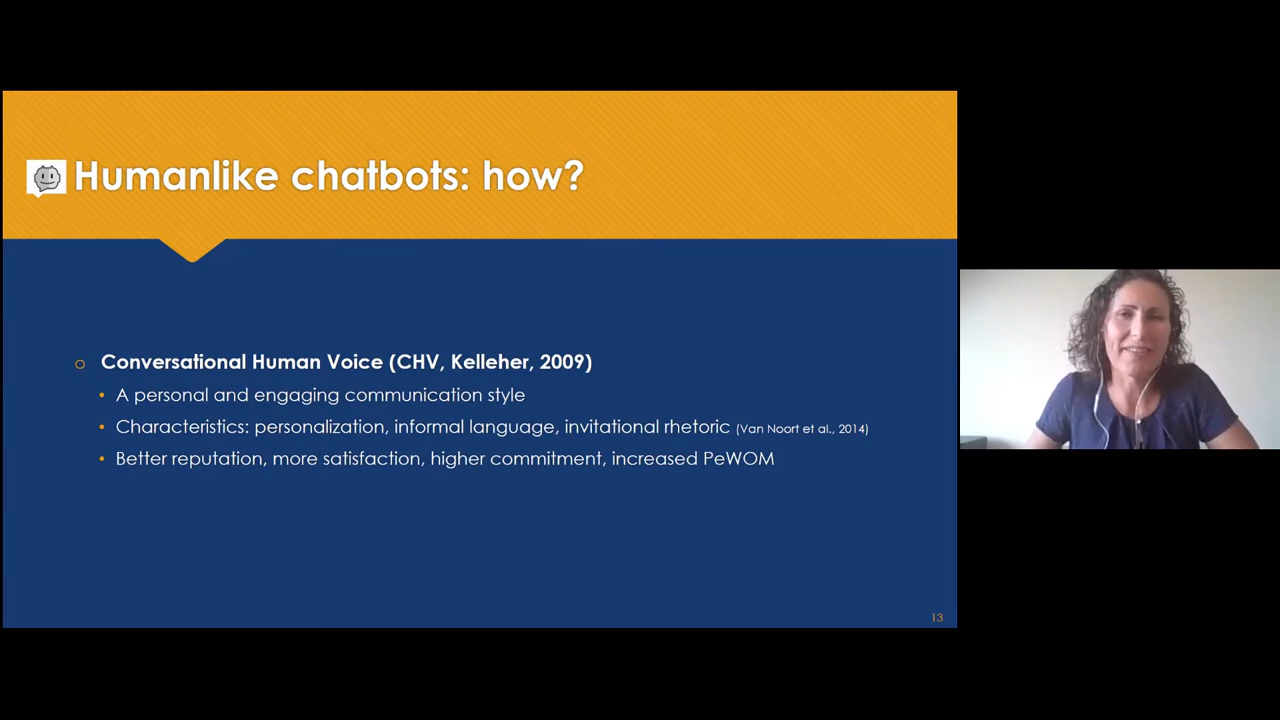 Humanlike chatbots: how?
Conversational Human Voice (CHV, Kelleher, 2009)
A personal and engaging communication style
Characteristics: personalization, informal language, invitational rhetoric (Van Noort et al., 2014)
Better reputation, more satisfaction, higher commitment, increased PeWOM
13